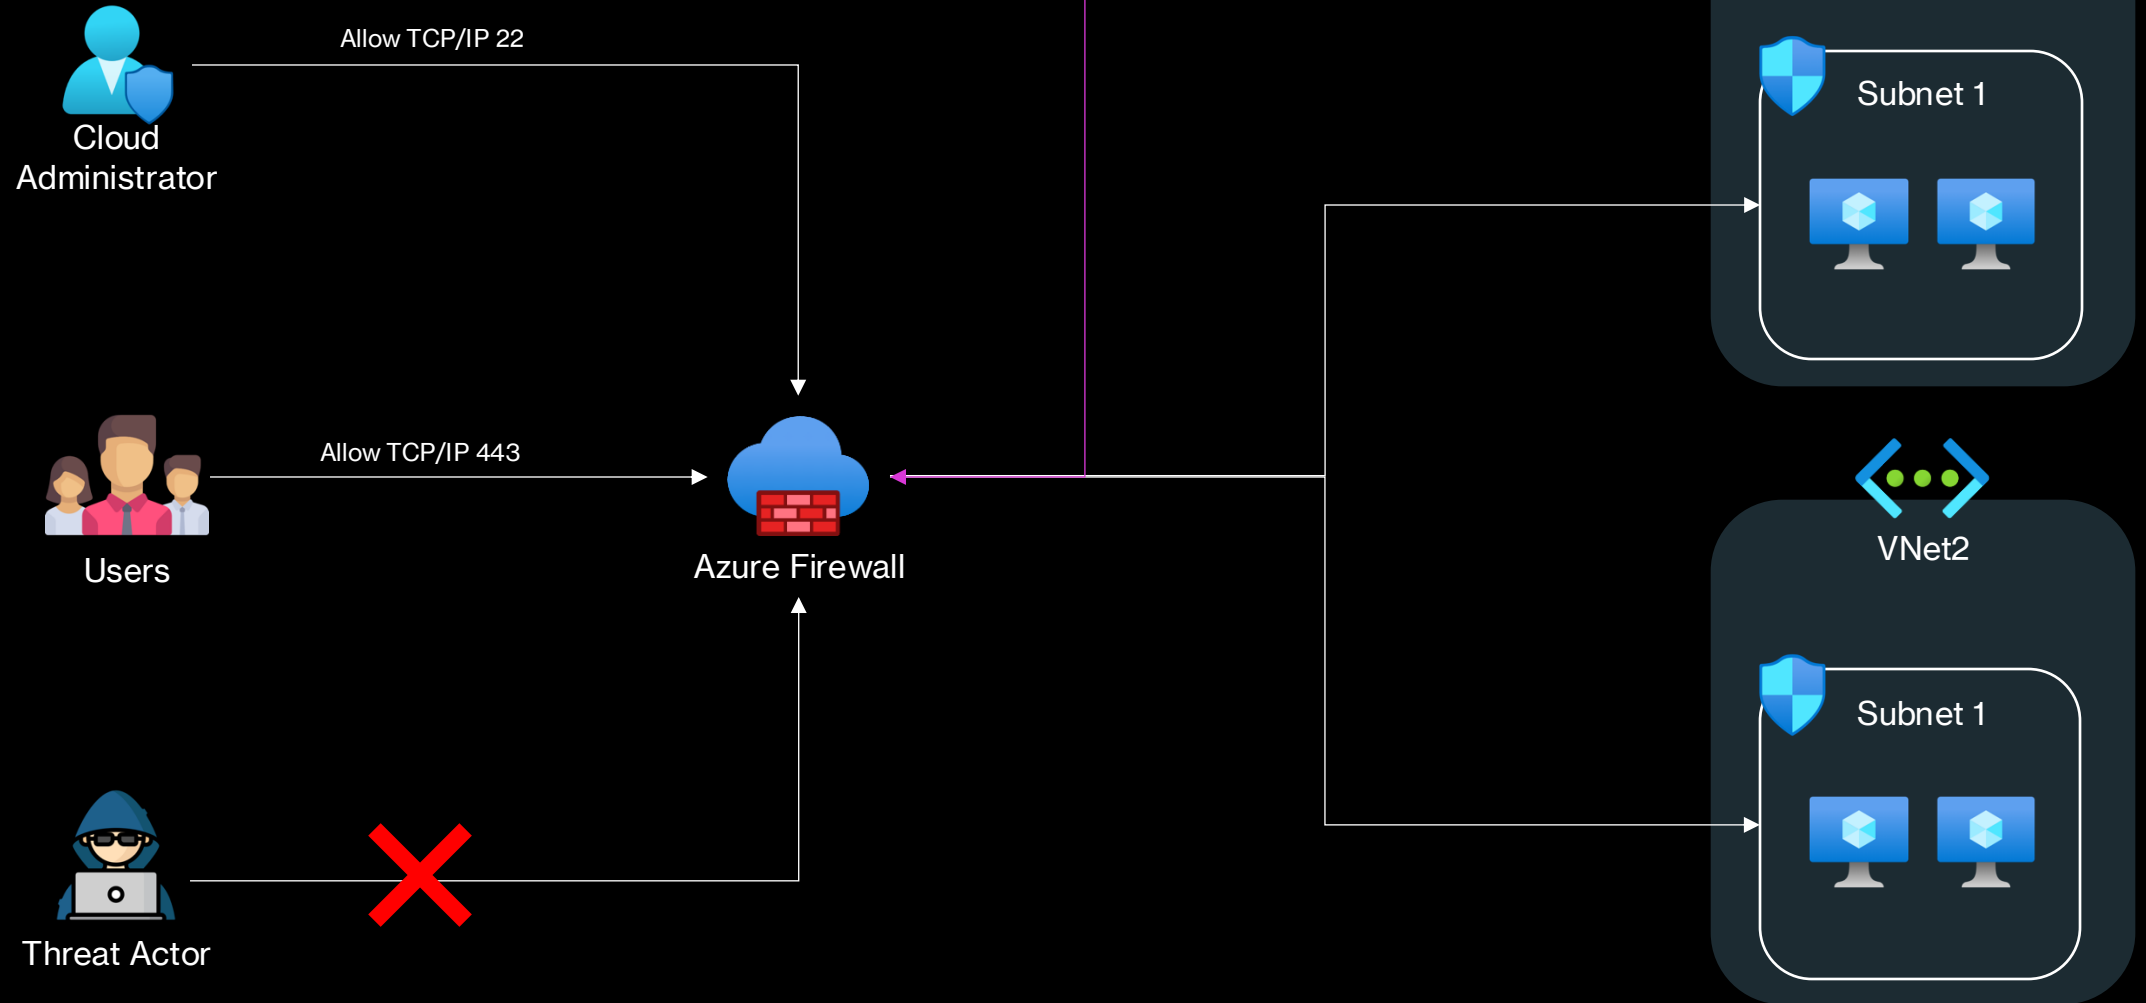 Allow TCP/IP 22
Cloud
Administrator
Subnet 1
Allow TCP/IP 443
Users
Azure Firewall
VNet2
Subnet 1
Threat Actor